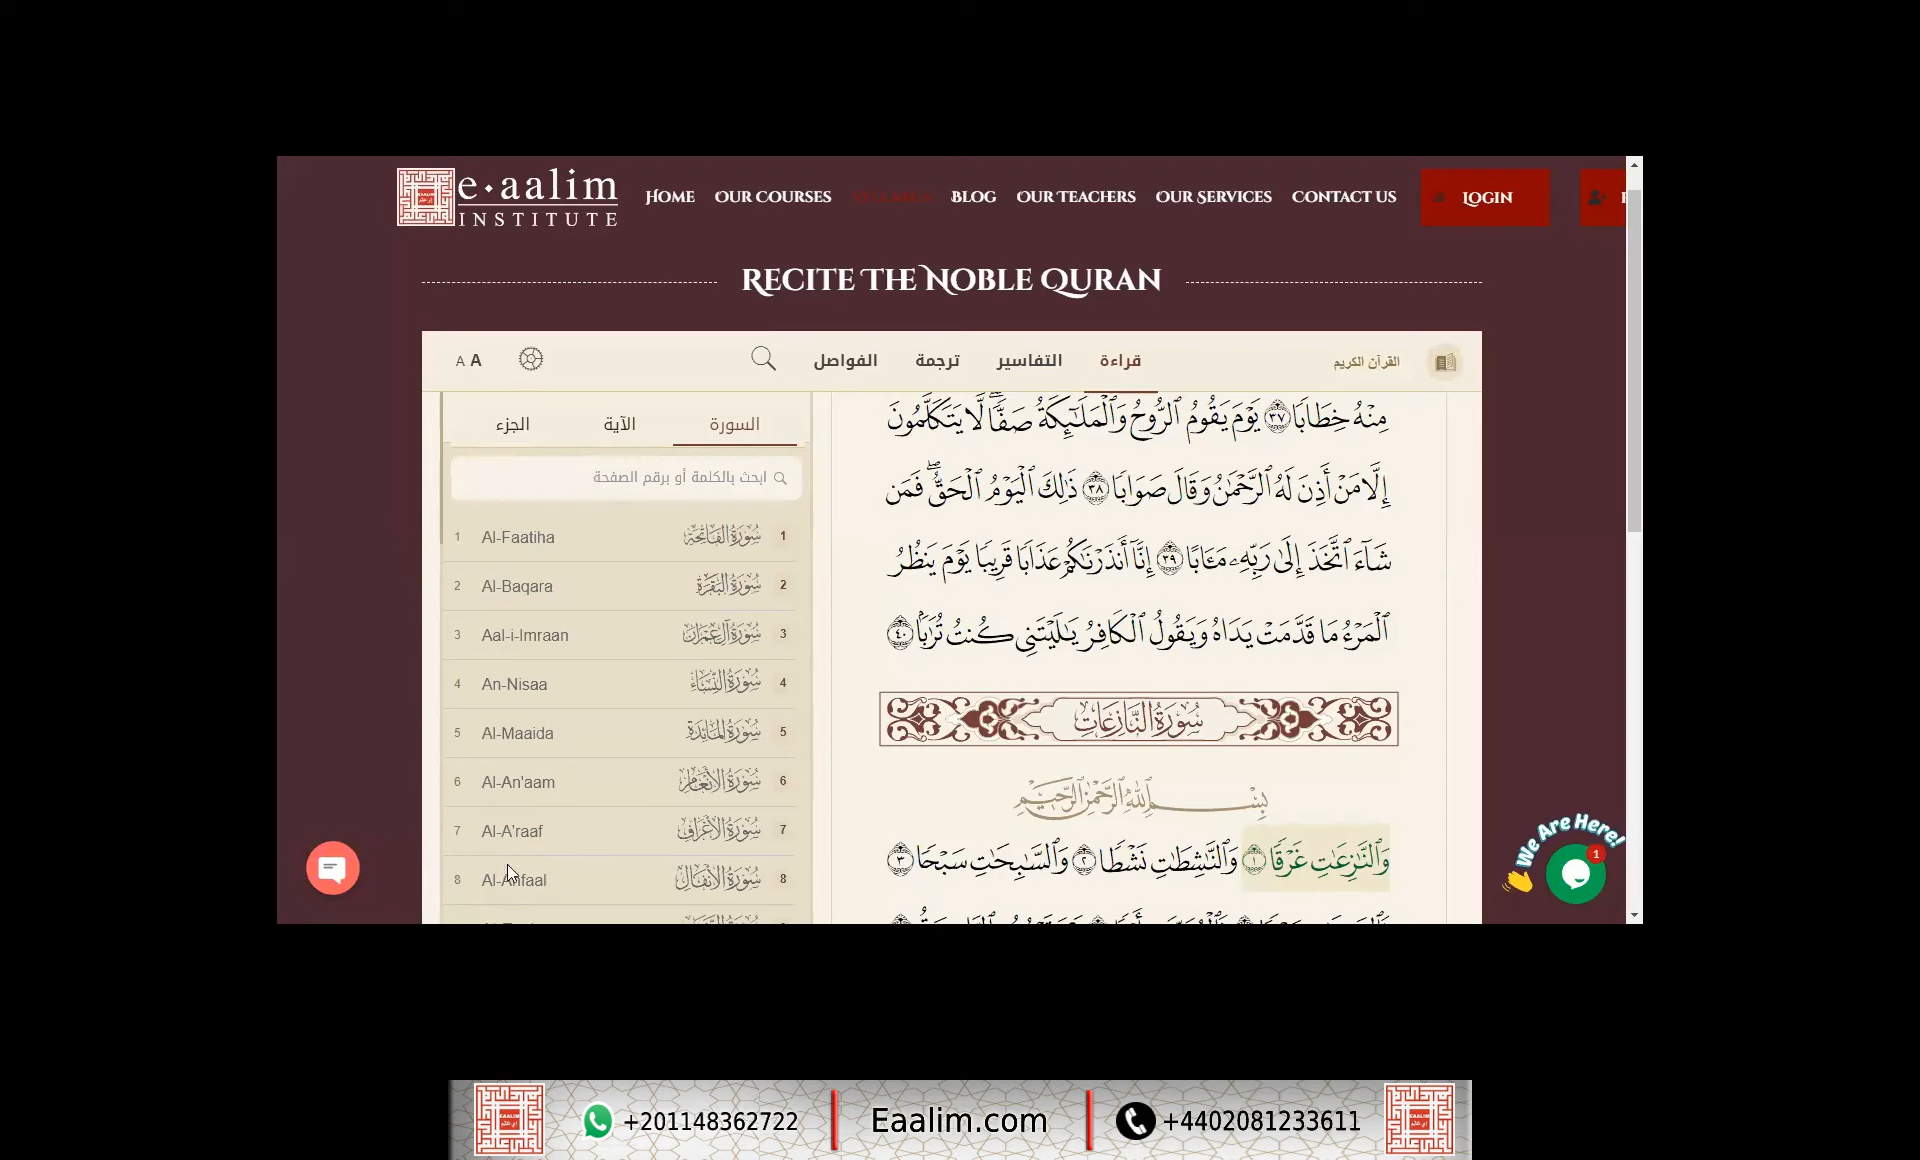 e·aalim
INSTITUTE
HOME OUR COURSES SYLLABUS BLOG OUR TEACHERS OUR SERVICES CONTACT US LOGIN
RECITE THE NOBLE QURAN
A A
القرآن الكريم قراءة التفاسير ترجمة الفواصل
السورة الآية الجزء
ابحث بالكلمة أو برقم الصفحة
1 Al-Faatiha سُورَةُ الفَاتِحَةِ 1
2 Al-Baqara سُورَةُ البَقَرَةِ 2
3 Aal-i-Imraan سُورَةُ آلِ عِمۡرَانَ 3
4 An-Nisaa سُورَةُ النِّسَاءِ 4
5 Al-Maaida سُورَةُ المَائـِدَةِ 5
6 Al-An'aam سُورَةُ الأَنۡعَامِ 6
7 Al-A'raaf سُورَةُ الأَعۡرَافِ 7
8 Al-Anfaal سُورَةُ الأَنفَالِ 8
مِنۡهُ خِطَابٗا ٣٧ يَوۡمَ يَقُومُ ٱلرُّوحُ وَٱلۡمَلَٰٓئِكَةُ صَفّٗاۖ لَّا يَتَكَلَّمُونَ
إِلَّا مَنۡ أَذِنَ لَهُ ٱلرَّحۡمَٰنُ وَقَالَ صَوَابٗا ٣٨ ذَٰلِكَ ٱلۡيَوۡمُ ٱلۡحَقُّۖ فَمَن
شَآءَ ٱتَّخَذَ إِلَىٰ رَبِّهِۦ مَـَٔابًا ٣٩ إِنَّآ أَنذَرۡنَٰكُمۡ عَذَابٗا قَرِيبٗا يَوۡمَ يَنظُرُ
ٱلۡمَرۡءُ مَا قَدَّمَتۡ يَدَاهُ وَيَقُولُ ٱلۡكَافِرُ يَٰلَيۡتَنِي كُنتُ تُرَٰبَۢا ٤٠
سُورَةُ النَّازِعَاتِ
بِسۡمِ ٱللَّهِ ٱلرَّحۡمَٰنِ ٱلرَّحِيمِ
وَٱلنَّٰزِعَٰتِ غَرۡقٗا ١ وَٱلنَّٰشِطَٰتِ نَشۡطٗا ٢ وَٱلسَّٰبِحَٰتِ سَبۡحٗا ٣
We Are Here!
1
+201148362722 Eaalim.com +4402081233611